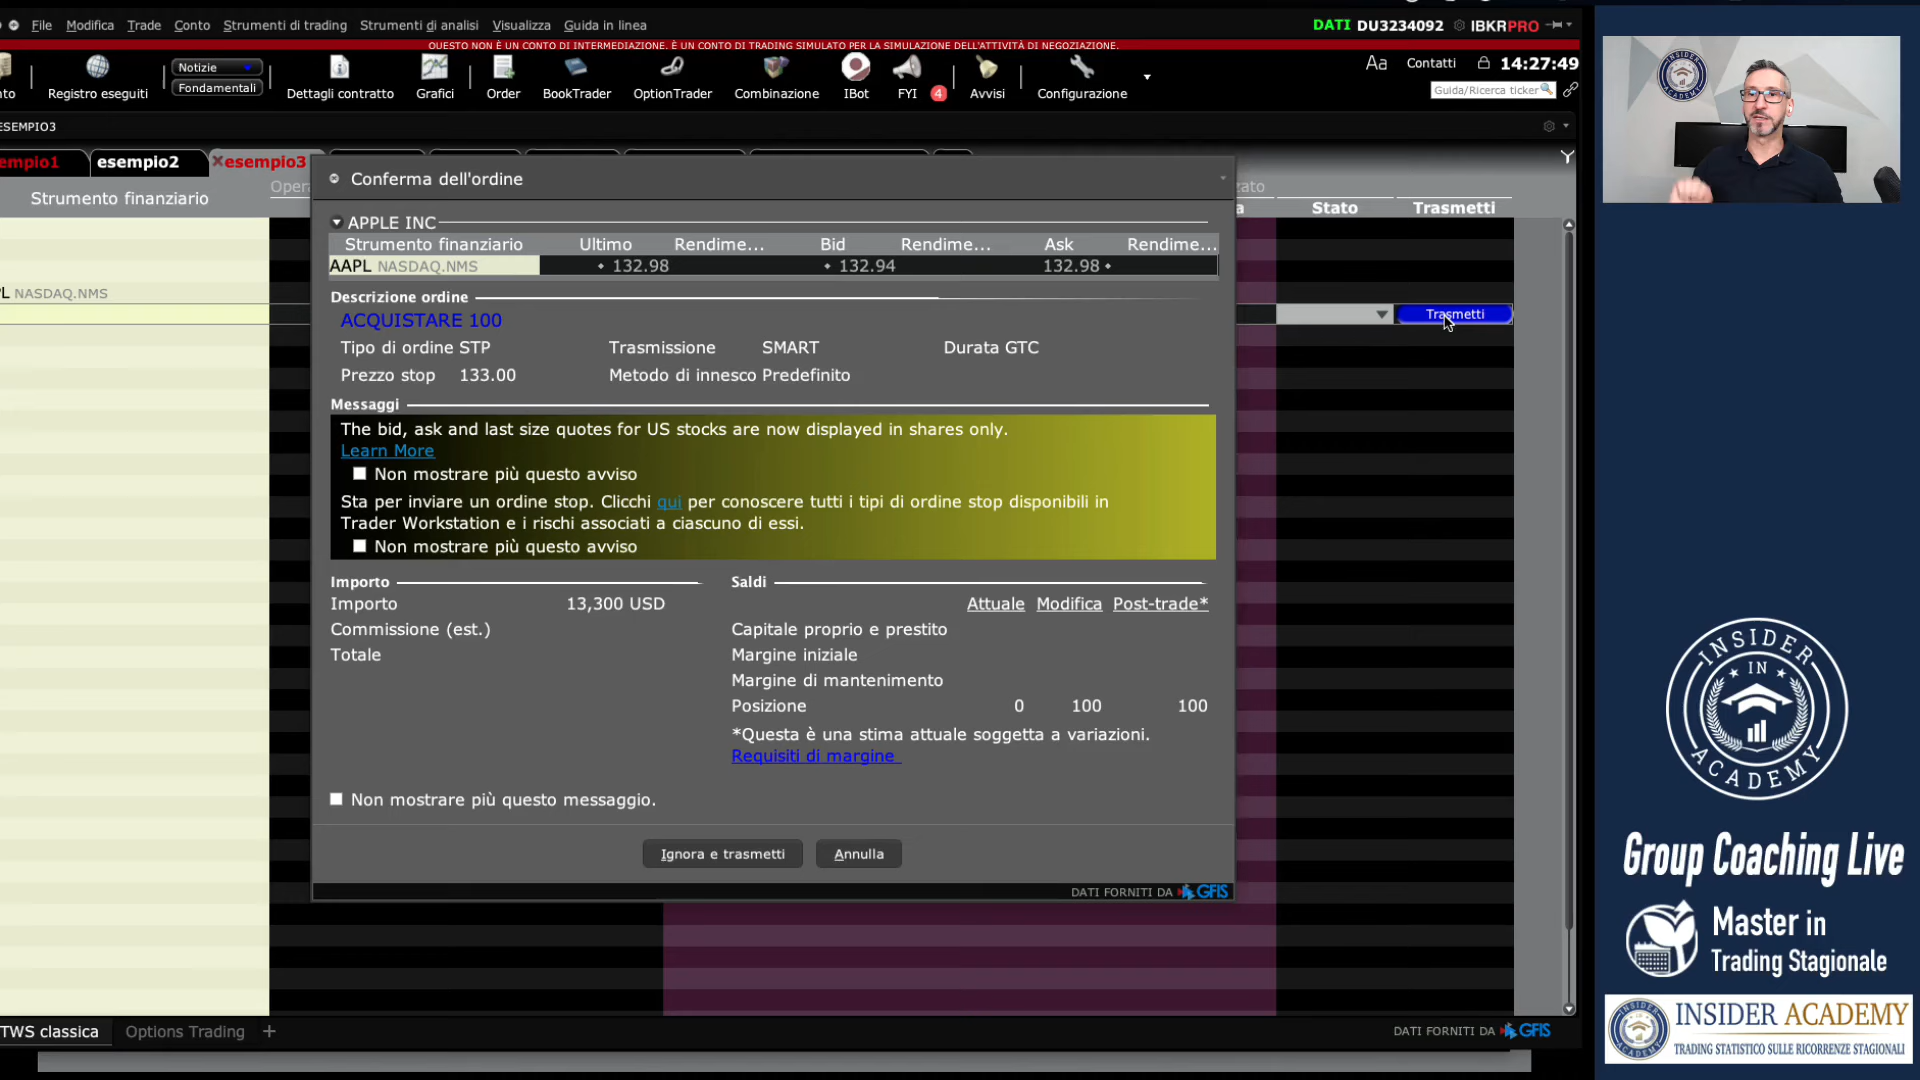 File Modifica Trade Conto Strumenti di trading Strumenti di analisi Visualizza Guida in linea DATI DU3234092 IBKRPRO
QUESTO NON È UN CONTO DI INTERMEDIAZIONE. È UN CONTO DI TRADING SIMULATO PER LA SIMULAZIONE DELL'ATTIVITÀ DI NEGOZIAZIONE.
Notizie Aa Contatti 14:27:49
Fondamentali
nto Registro eseguiti Dettagli contratto Grafici Order BookTrader OptionTrader Combinazione IBot FYI 4 Avvisi Configurazione Guida/Ricerca ticker
ESEMPIO3
empio1 esempio2 esempio3
Strumento finanziario Opera zato
a Stato Trasmetti
PL NASDAQ.NMS
Trasmetti
Conferma dell'ordine
APPLE INC
Strumento finanziario Ultimo Rendime... Bid Rendime... Ask Rendime...
AAPL NASDAQ.NMS 132.98 132.94 132.98
Descrizione ordine
ACQUISTARE 100
Tipo di ordine STP Trasmissione SMART Durata GTC
Prezzo stop 133.00 Metodo di innesco Predefinito
Messaggi
The bid, ask and last size quotes for US stocks are now displayed in shares only.
Learn More
Non mostrare più questo avviso
Sta per inviare un ordine stop. Clicchi qui per conoscere tutti i tipi di ordine stop disponibili in
Trader Workstation e i rischi associati a ciascuno di essi.
Non mostrare più questo avviso
Importo Saldi
Importo 13,300 USD Attuale Modifica Post-trade*
Commissione (est.) Capitale proprio e prestito
Totale Margine iniziale
Margine di mantenimento
Posizione 0 100 100
*Questa è una stima attuale soggetta a variazioni.
Requisiti di margine
Non mostrare più questo messaggio.
Ignora e trasmetti Annulla
DATI FORNITI DA GFIS
TWS classica Options Trading + DATI FORNITI DA GFIS
INSIDER
IN
ACADEMY
Group Coaching Live
Master in
Trading Stagionale
INSIDER ACADEMY
TRADING STATISTICO SULLE RICORRENZE STAGIONALI